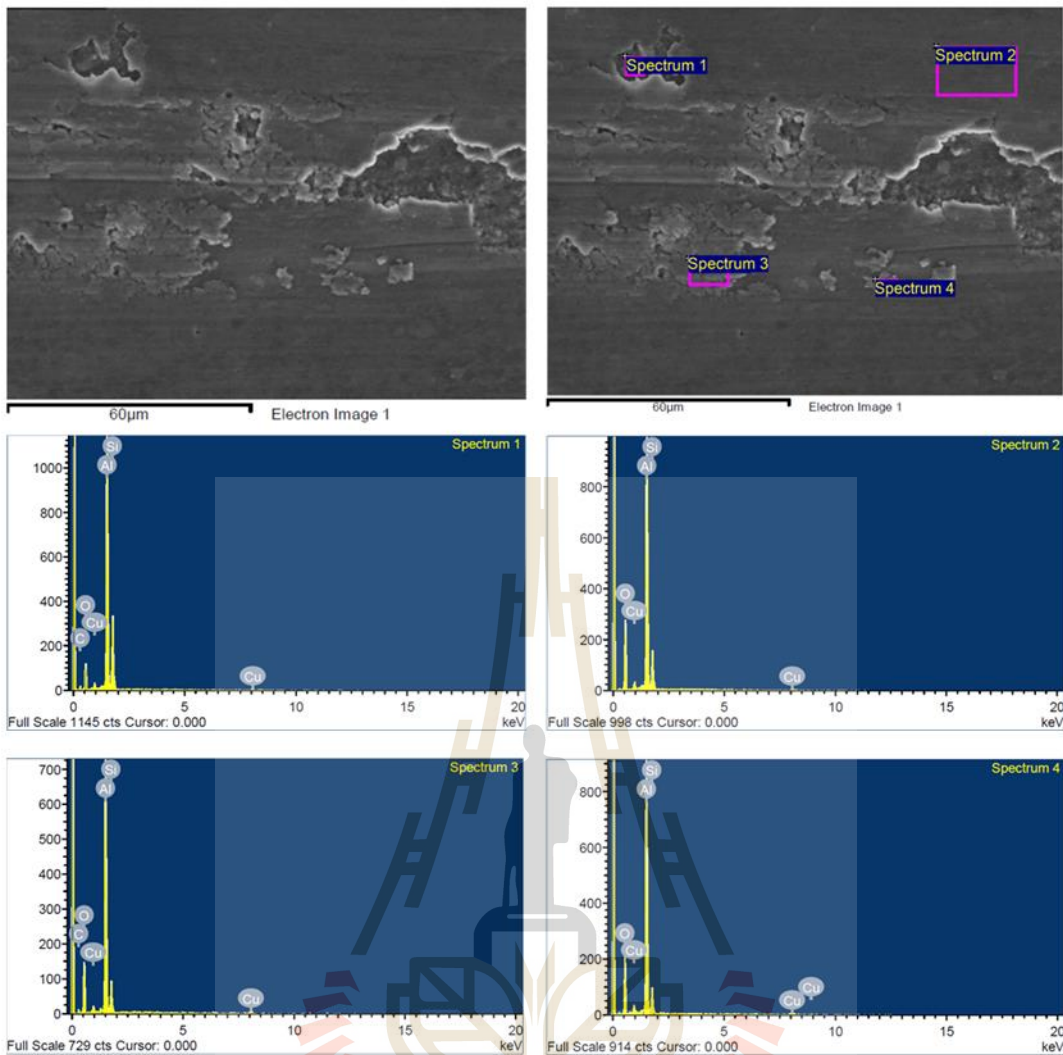 Spectrum 1
Spectrum 2
Spectrum 3
Spectrum 4
60µm
Electron Image 1
60µm
Electron Image 1
Spectrum 1
Si
Al
1000
800
600
400
200
0
O
Cu
C
Cu
0
5
10
15
20
Full Scale 1145 cts Cursor: 0.000
keV
Spectrum 2
Si
Al
800
600
400
200
0
O
Cu
Cu
0
5
10
15
20
Full Scale 998 cts Cursor: 0.000
keV
Spectrum 3
Si
Al
700
600
500
400
300
200
100
0
O
C
Cu
Cu
0
5
10
15
20
Full Scale 729 cts Cursor: 0.000
keV
Spectrum 4
Si
Al
800
600
400
200
0
O
Cu
Cu
Cu
0
5
10
15
20
Full Scale 914 cts Cursor: 0.000
keV